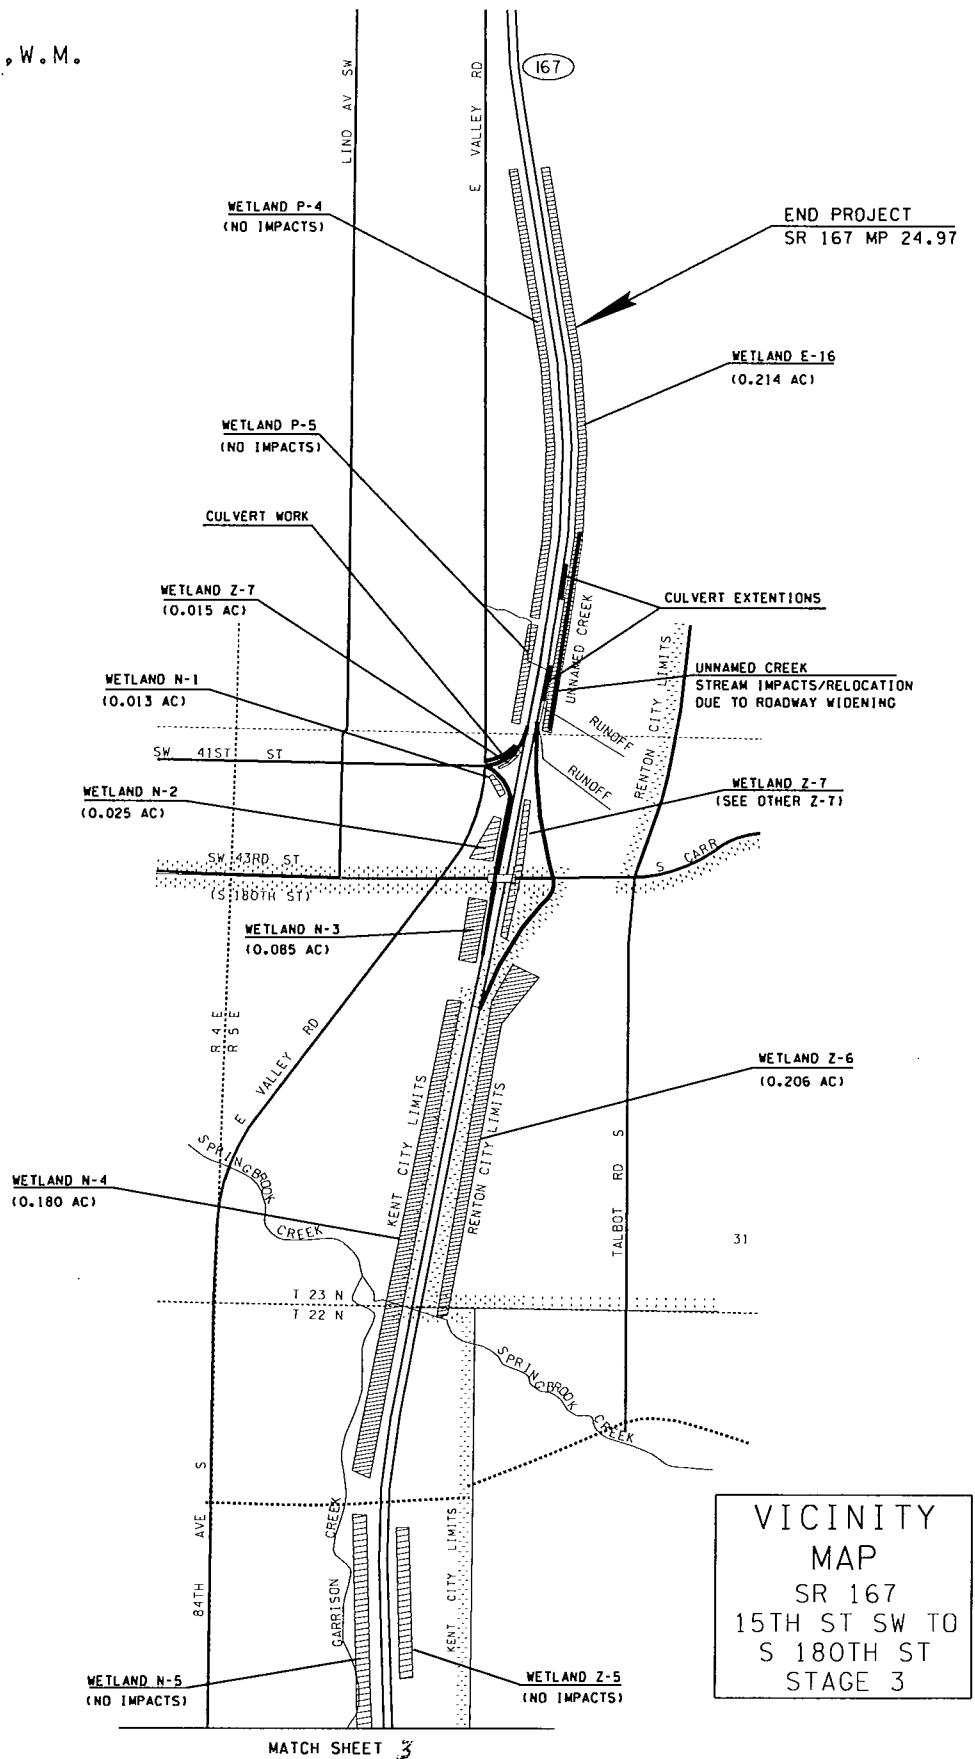 , W.M.
LIND AV SW
E VALLEY RD
167
WETLAND P-4
(NO IMPACTS)
END PROJECT
SR 167 MP 24.97
WETLAND E-16
(0.214 AC)
WETLAND P-5
(NO IMPACTS)
CULVERT WORK
WETLAND Z-7
(0.015 AC)
CULVERT EXTENTIONS
UNNAMED CREEK
UNNAMED CREEK
STREAM IMPACTS/RELOCATION
DUE TO ROADWAY WIDENING
RENTON CITY LIMITS
WETLAND N-1
(0.013 AC)
RUNOFF
RUNOFF
SW 41ST ST
WETLAND N-2
(0.025 AC)
WETLAND Z-7
(SEE OTHER Z-7)
SW 43RD ST
(S 180TH ST)
S CARR
WETLAND N-3
(0.085 AC)
R 4 E
R 5 E
E VALLEY RD
KENT CITY LIMITS
RENTON CITY LIMITS
WETLAND Z-6
(0.206 AC)
SPRINGBROOK
CREEK
WETLAND N-4
(0.180 AC)
TALBOT RD S
31
T 23 N
T 22 N
SPRINGBROOK
CREEK
84TH AVE S
GARRISON CREEK
KENT CITY LIMITS
WETLAND N-5
(NO IMPACTS)
WETLAND Z-5
(NO IMPACTS)
VICINITY
MAP
SR 167
15TH ST SW TO
S 180TH ST
STAGE 3
MATCH SHEET 3